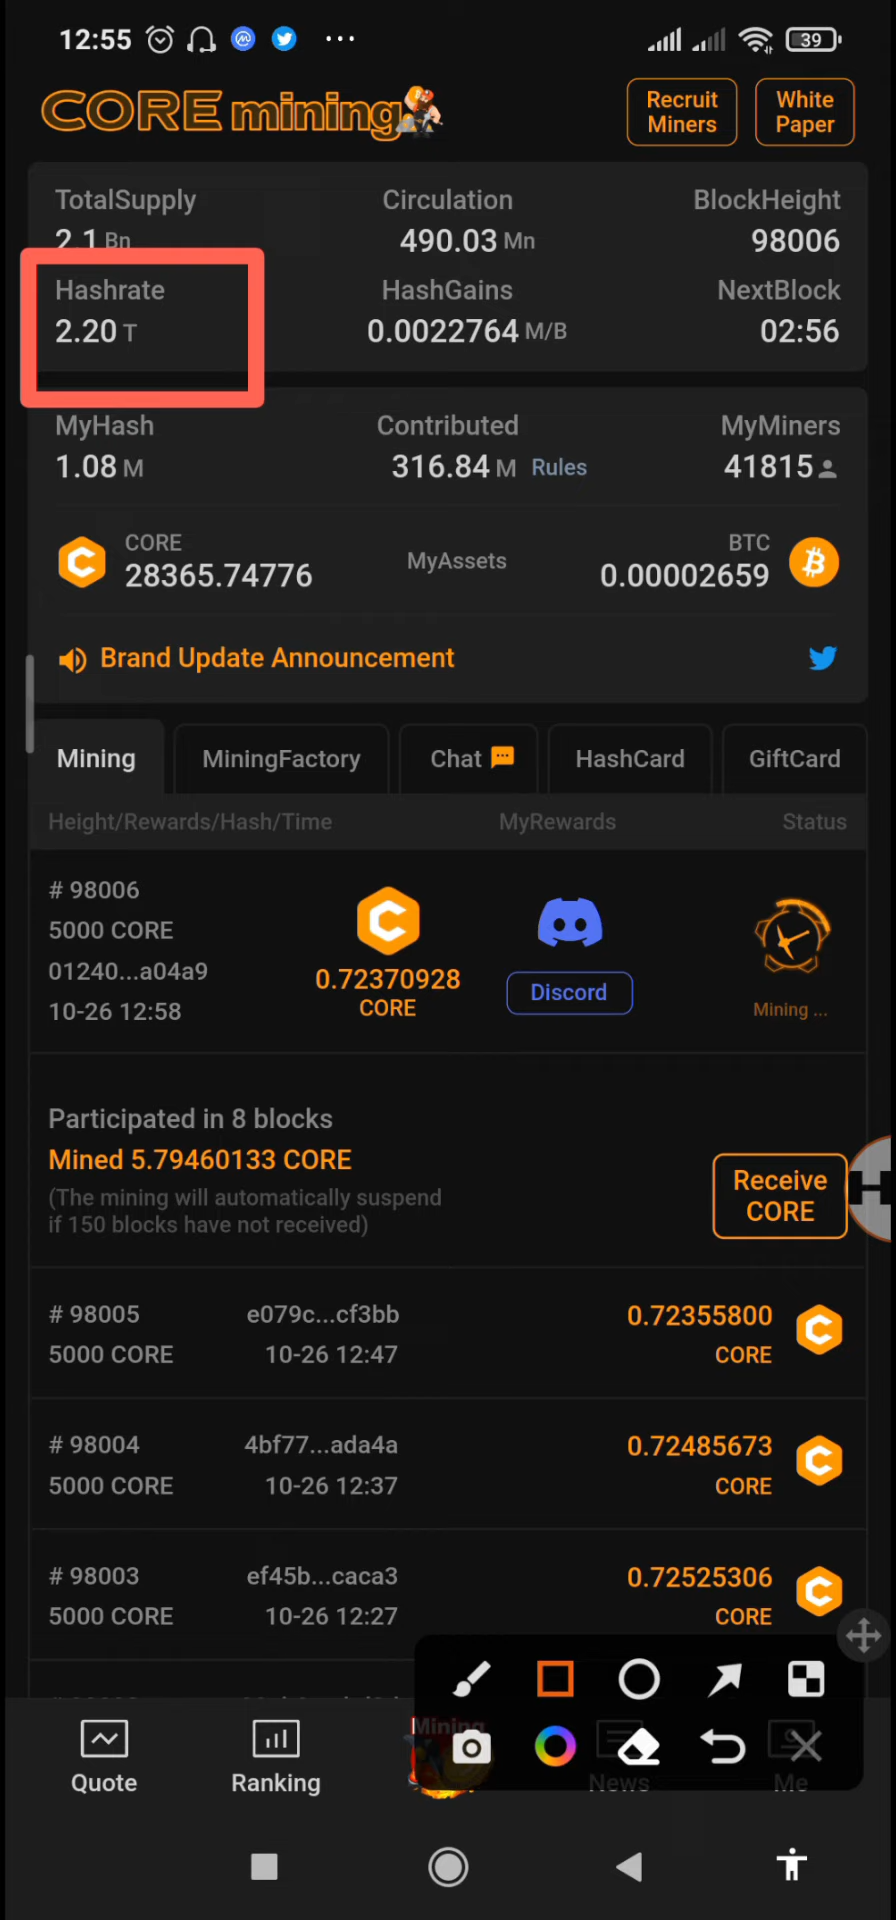 12:55
39
CORE mining
Recruit Miners
White Paper
TotalSupply Circulation BlockHeight
2.1 Bn 490.03 Mn 98006
Hashrate HashGains NextBlock
2.20 T 0.0022764 M/B 02:56
MyHash Contributed MyMiners
1.08 M 316.84 M Rules 41815
CORE BTC
28365.74776 MyAssets 0.00002659
Brand Update Announcement
Mining MiningFactory Chat HashCard GiftCard
Height/Rewards/Hash/Time MyRewards Status
# 98006
5000 CORE
01240...a04a9
10-26 12:58
0.72370928
CORE
Discord
Mining ...
Participated in 8 blocks
Mined 5.79460133 CORE
(The mining will automatically suspend
if 150 blocks have not received)
Receive
CORE
# 98005 e079c...cf3bb 0.72355800
5000 CORE 10-26 12:47 CORE
# 98004 4bf77...ada4a 0.72485673
5000 CORE 10-26 12:37 CORE
# 98003 ef45b...caca3 0.72525306
5000 CORE 10-26 12:27 CORE
Mining
Quote Ranking News Me